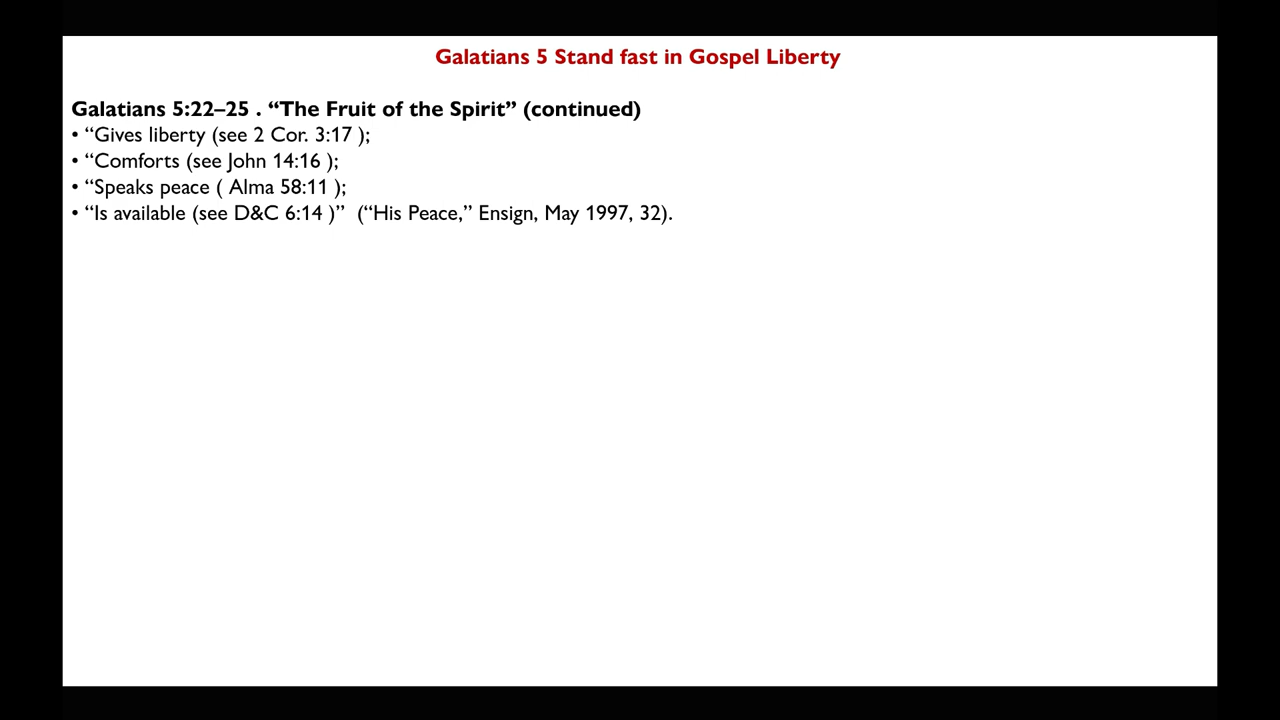 Galatians 5 Stand fast in Gospel Liberty
Galatians 5:22–25 . “The Fruit of the Spirit” (continued)
• “Gives liberty (see 2 Cor. 3:17 );
• “Comforts (see John 14:16 );
• “Speaks peace ( Alma 58:11 );
• “Is available (see D&C 6:14 )”  (“His Peace,” Ensign, May 1997, 32).